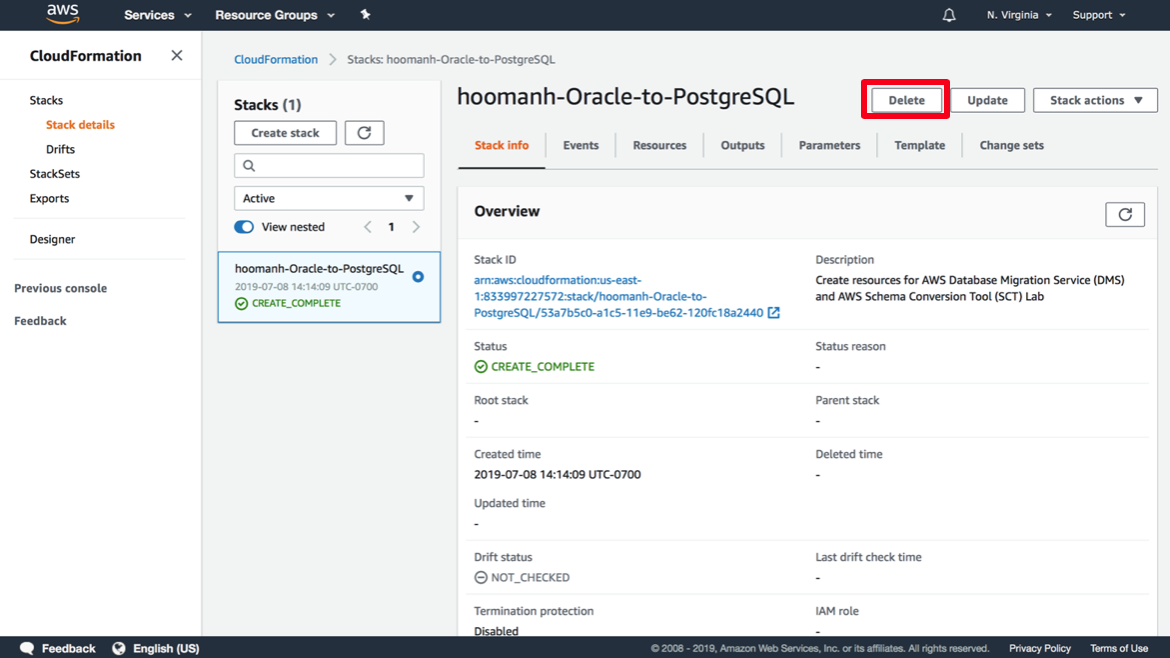 aws
Services
Resource Groups
N. Virginia
Support
CloudFormation
Stacks
Stack details
Drifts
StackSets
Exports
Designer
Previous console
Feedback
CloudFormation
Stacks: hoomanh-Oracle-to-PostgreSQL
Stacks (1)
Create stack
Active
View nested
1
hoomanh-Oracle-to-PostgreSQL
2019-07-08 14:14:09 UTC-0700
CREATE_COMPLETE
hoomanh-Oracle-to-PostgreSQL
Delete
Update
Stack actions
Stack info
Events
Resources
Outputs
Parameters
Template
Change sets
Overview
Stack ID
arn:aws:cloudformation:us-east-
1:833997227572:stack/hoomanh-Oracle-to-
PostgreSQL/53a7b5c0-a1c5-11e9-be62-120fc18a2440
Description
Create resources for AWS Database Migration Service (DMS)
and AWS Schema Conversion Tool (SCT) Lab
Status
CREATE_COMPLETE
Status reason
-
Root stack
-
Parent stack
-
Created time
2019-07-08 14:14:09 UTC-0700
Deleted time
-
Updated time
-
Drift status
NOT_CHECKED
Last drift check time
-
Termination protection
Disabled
IAM role
-
Feedback
English (US)
© 2008 - 2019, Amazon Web Services, Inc. or its affiliates. All rights reserved.
Privacy Policy
Terms of Use